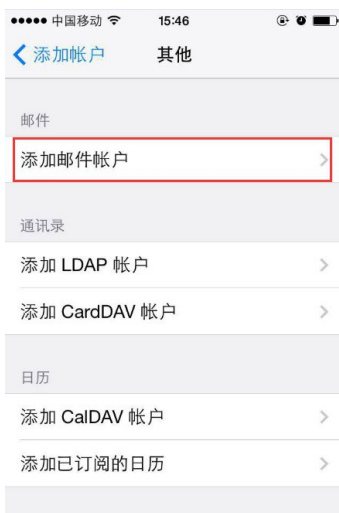 中国移动 15:46
添加帐户 其他
邮件
添加邮件帐户
通讯录
添加 LDAP 帐户
添加 CardDAV 帐户
日历
添加 CalDAV 帐户
添加已订阅的日历